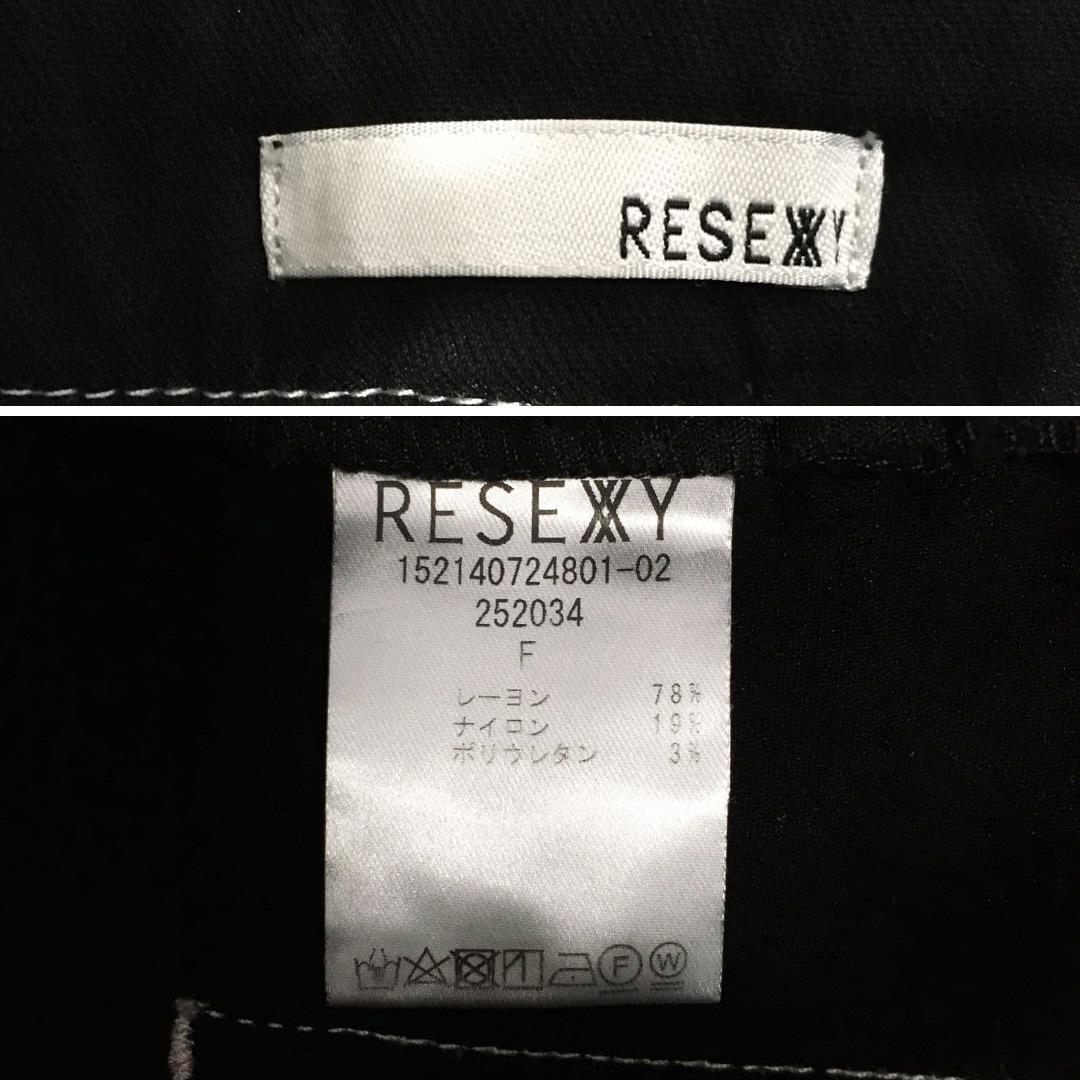 RESEXXY
RESEXXY
152140724801-02
252034
F
レーヨン 78%
ナイロン 19%
ポリウレタン 3%
F W